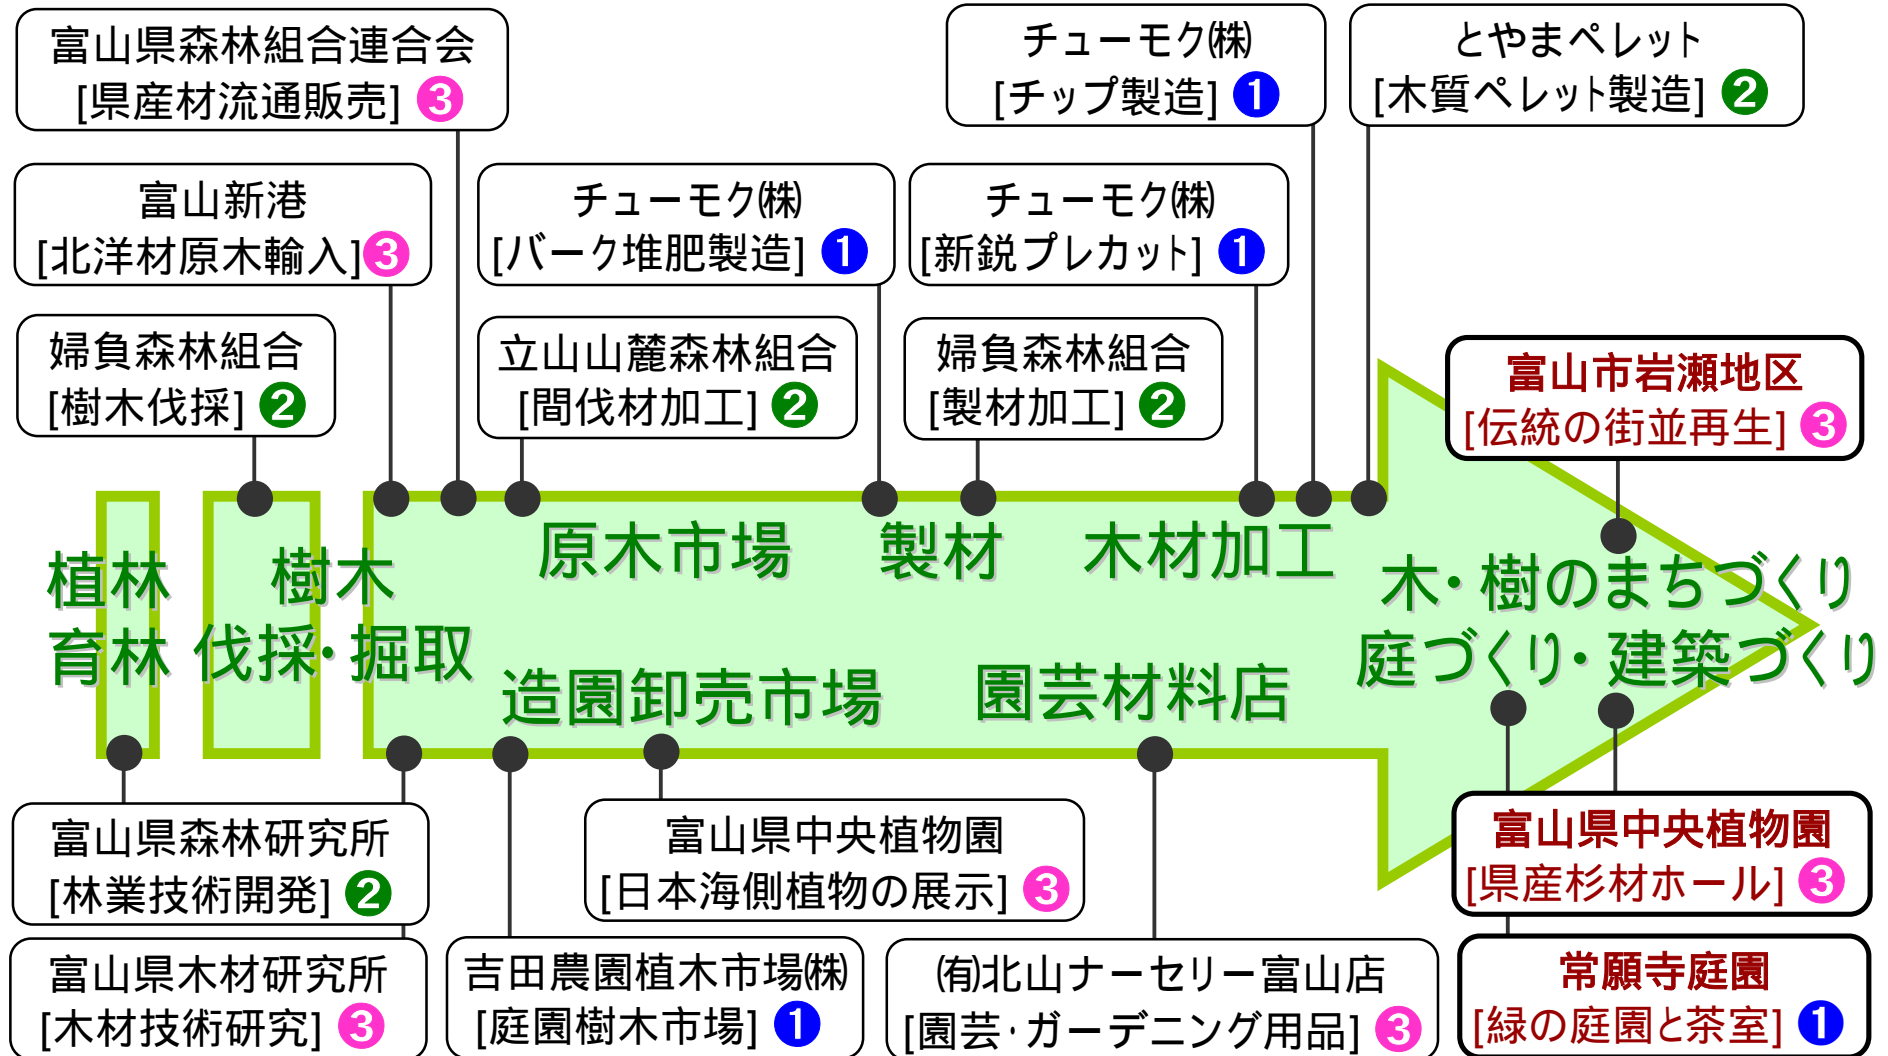 富山県森林組合連合会
[県産材流通販売] ❸
チューモク㈱
[チップ製造] ❶
とやまペレット
[木質ペレット製造] ❷
富山新港
[北洋材原木輸入]❸
チューモク㈱
[バーク堆肥製造] ❶
チューモク㈱
[新鋭プレカット] ❶
婦負森林組合
[樹木伐採] ❷
立山山麓森林組合
[間伐材加工] ❷
婦負森林組合
[製材加工] ❷
富山市岩瀬地区
[伝統の街並再生] ❸
植林
育林
樹木
伐採・掘取
原木市場
製材
木材加工
造園卸売市場
園芸材料店
木・樹のまちづくり
庭づくり・建築づくり
富山県森林研究所
[林業技術開発] ❷
富山県中央植物園
[日本海側植物の展示] ❸
富山県中央植物園
[県産杉材ホール] ❸
富山県木材研究所
[木材技術研究] ❸
吉田農園植木市場㈱
[庭園樹木市場] ❶
㈲北山ナーセリー富山店
[園芸・ガーデニング用品] ❸
常願寺庭園
[緑の庭園と茶室] ❶